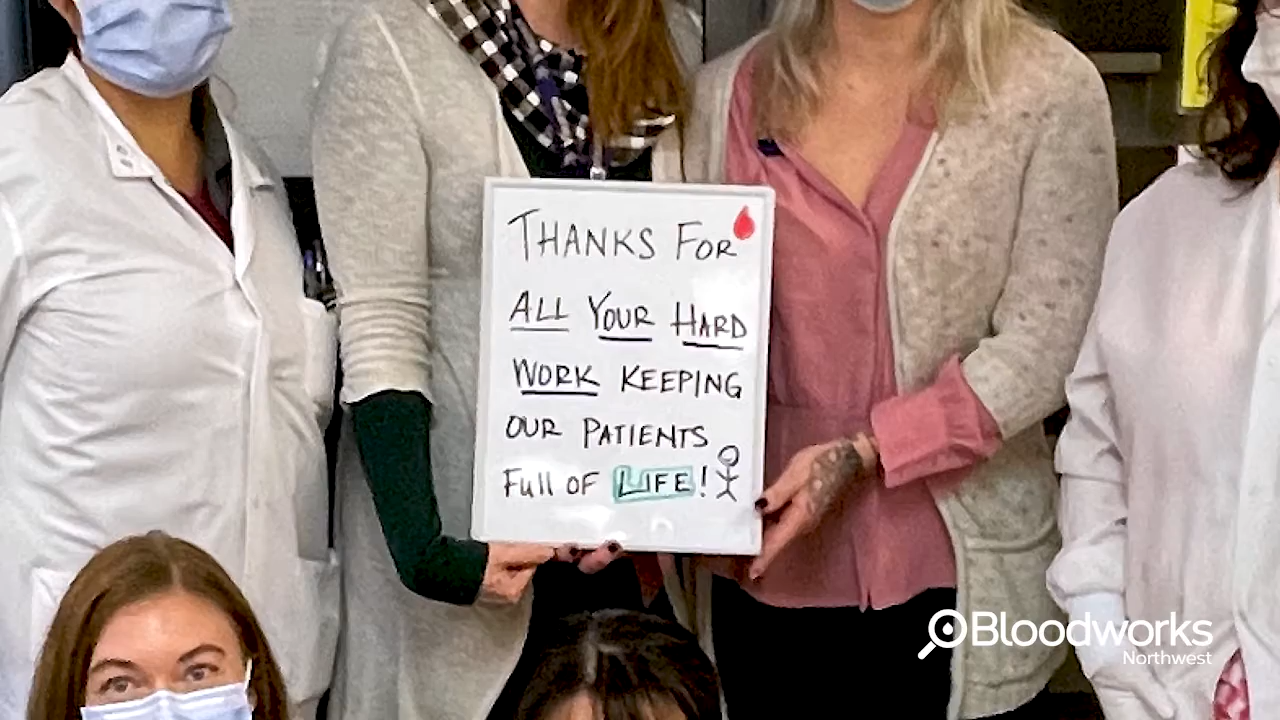 THANKS FOR
ALL YOUR HARD
WORK KEEPING
OUR PATIENTS
Full OF LIFE!
Bloodworks
Northwest